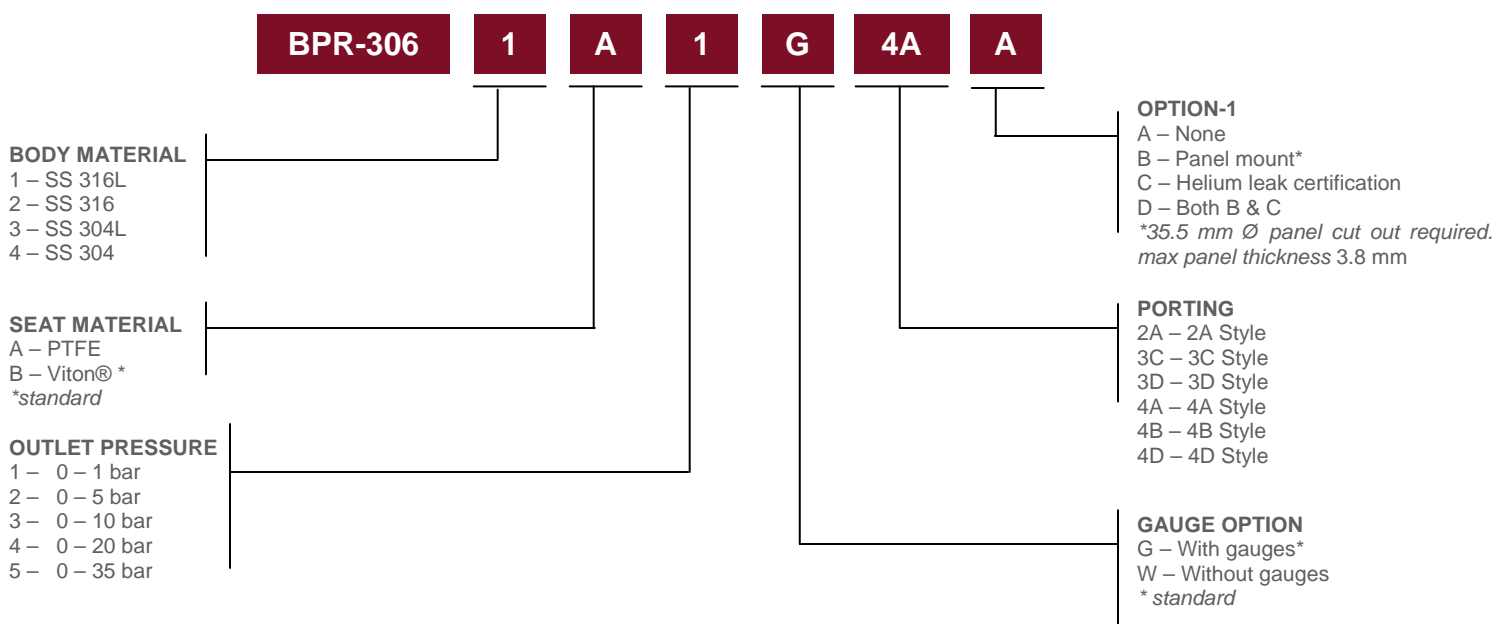 BPR-306 1 A 1 G 4A A
BODY MATERIAL
1 – SS 316L
2 – SS 316
3 – SS 304L
4 – SS 304
SEAT MATERIAL
A – PTFE
B – Viton® *
*standard
OUTLET PRESSURE
1 – 0 – 1 bar
2 – 0 – 5 bar
3 – 0 – 10 bar
4 – 0 – 20 bar
5 – 0 – 35 bar
OPTION-1
A – None
B – Panel mount*
C – Helium leak certification
D – Both B & C
*35.5 mm Ø panel cut out required.
max panel thickness 3.8 mm
PORTING
2A – 2A Style
3C – 3C Style
3D – 3D Style
4A – 4A Style
4B – 4B Style
4D – 4D Style
GAUGE OPTION
G – With gauges*
W – Without gauges
* standard